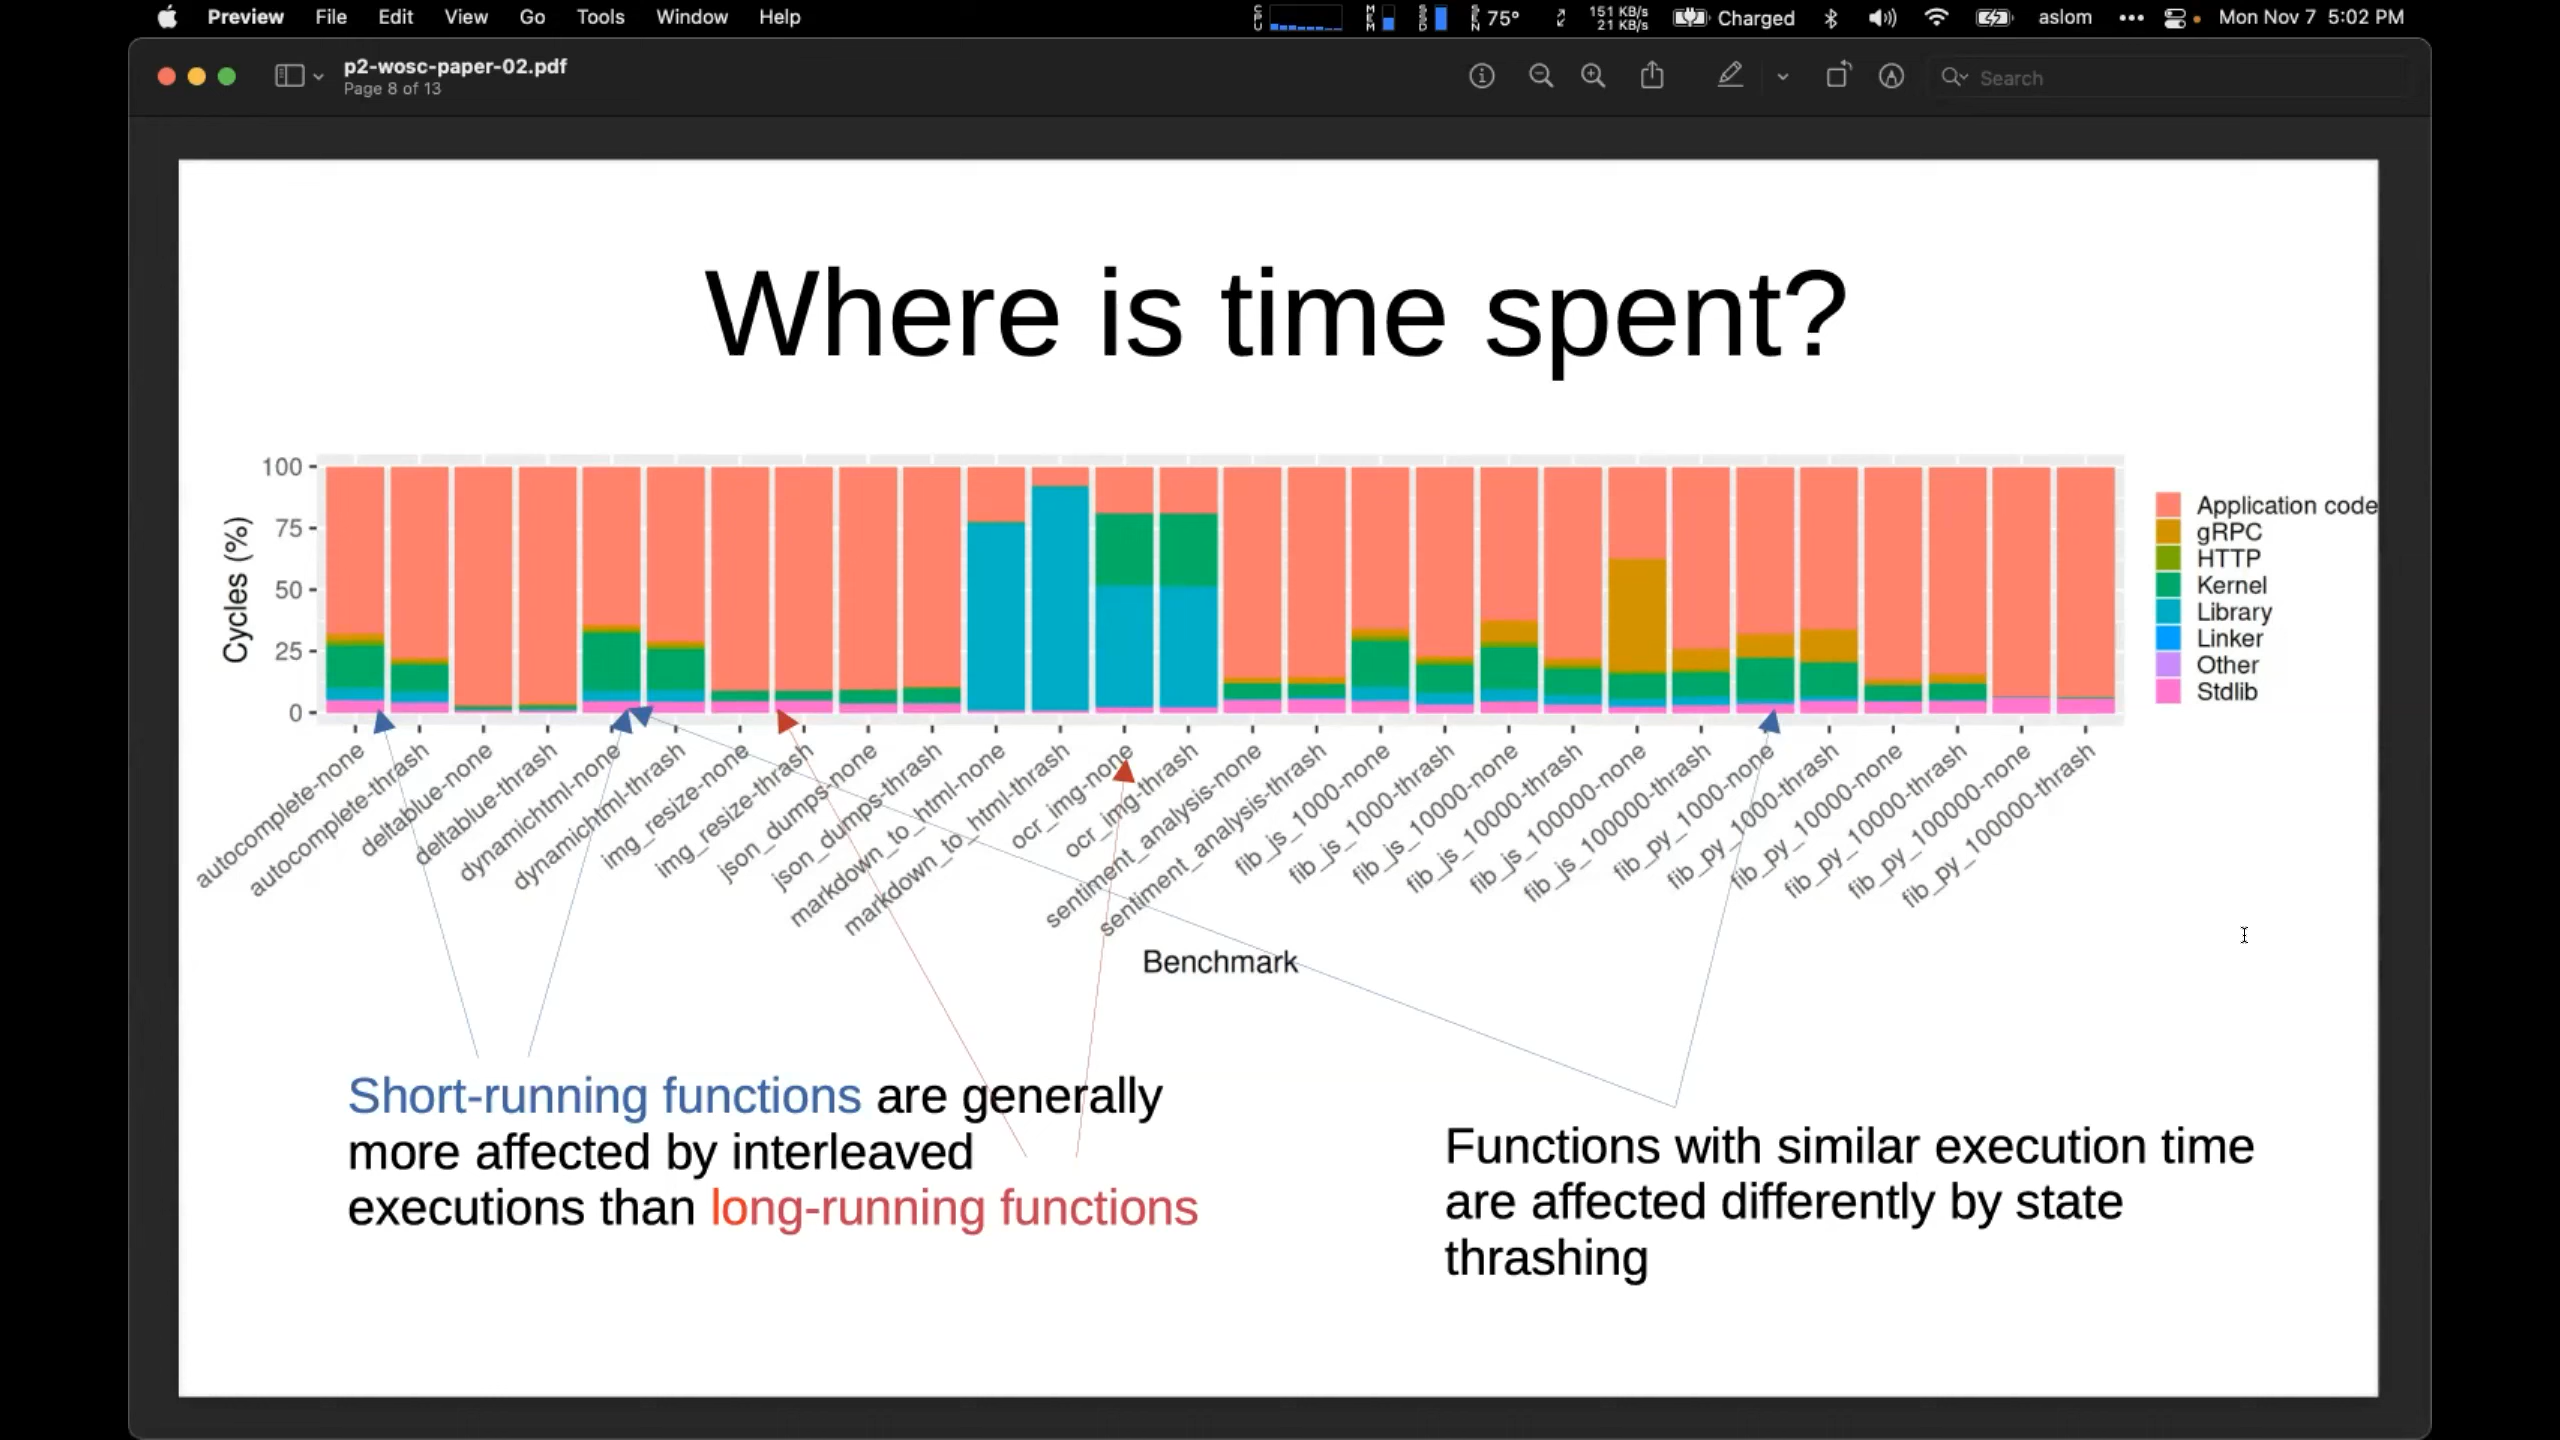 Preview File Edit View Go Tools Window Help
CPU MEM SSD SEN 75° 151 KB/s 21 KB/s Charged aslom Mon Nov 7 5:02 PM
p2-wosc-paper-02.pdf
Page 8 of 13
Search
Where is time spent?
Cycles (%)
100
75
50
25
0
Application code
gRPC
HTTP
Kernel
Library
Linker
Other
Stdlib
autocomplete-none
autocomplete-thrash
deltablue-none
deltablue-thrash
dynamichtml-none
dynamichtml-thrash
img_resize-none
img_resize-thrash
json_dumps-none
json_dumps-thrash
markdown_to_html-none
markdown_to_html-thrash
ocr_img-none
ocr_img-thrash
sentiment_analysis-none
sentiment_analysis-thrash
fib_js_1000-none
fib_js_1000-thrash
fib_js_10000-none
fib_js_10000-thrash
fib_js_100000-none
fib_js_100000-thrash
fib_py_1000-none
fib_py_1000-thrash
fib_py_10000-none
fib_py_10000-thrash
fib_py_100000-none
fib_py_100000-thrash
Benchmark
Short-running functions are generally
more affected by interleaved
executions than long-running functions
Functions with similar execution time
are affected differently by state
thrashing